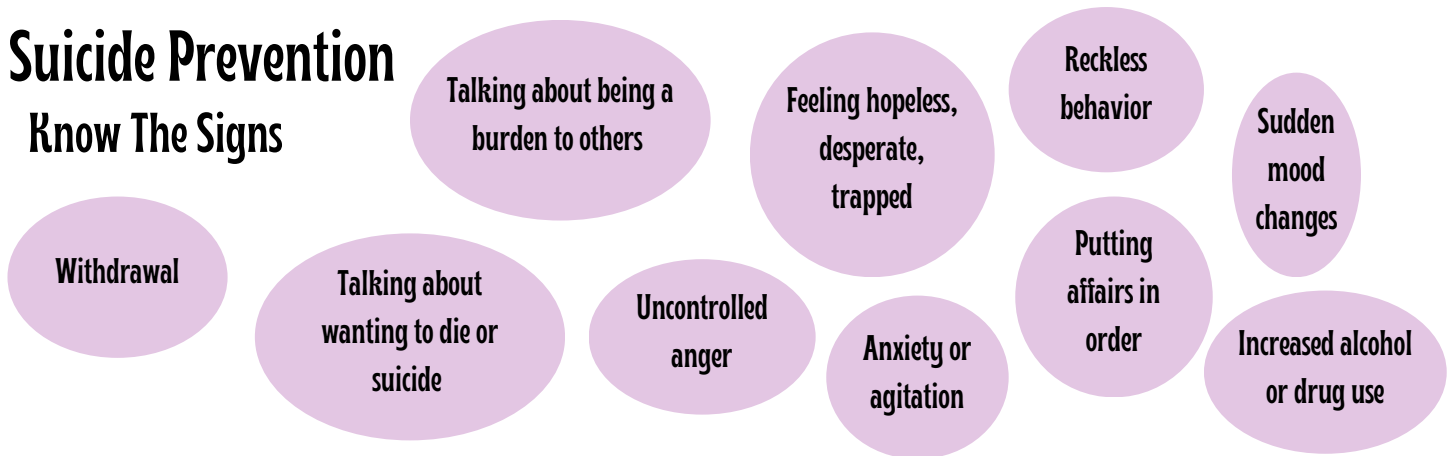 Suicide Prevention
Know The Signs
Talking about being a
burden to others
Feeling hopeless,
desperate,
trapped
Reckless
behavior
Sudden
mood
changes
Withdrawal
Talking about
wanting to die or
suicide
Uncontrolled
anger
Anxiety or
agitation
Putting
affairs in
order
Increased alcohol
or drug use